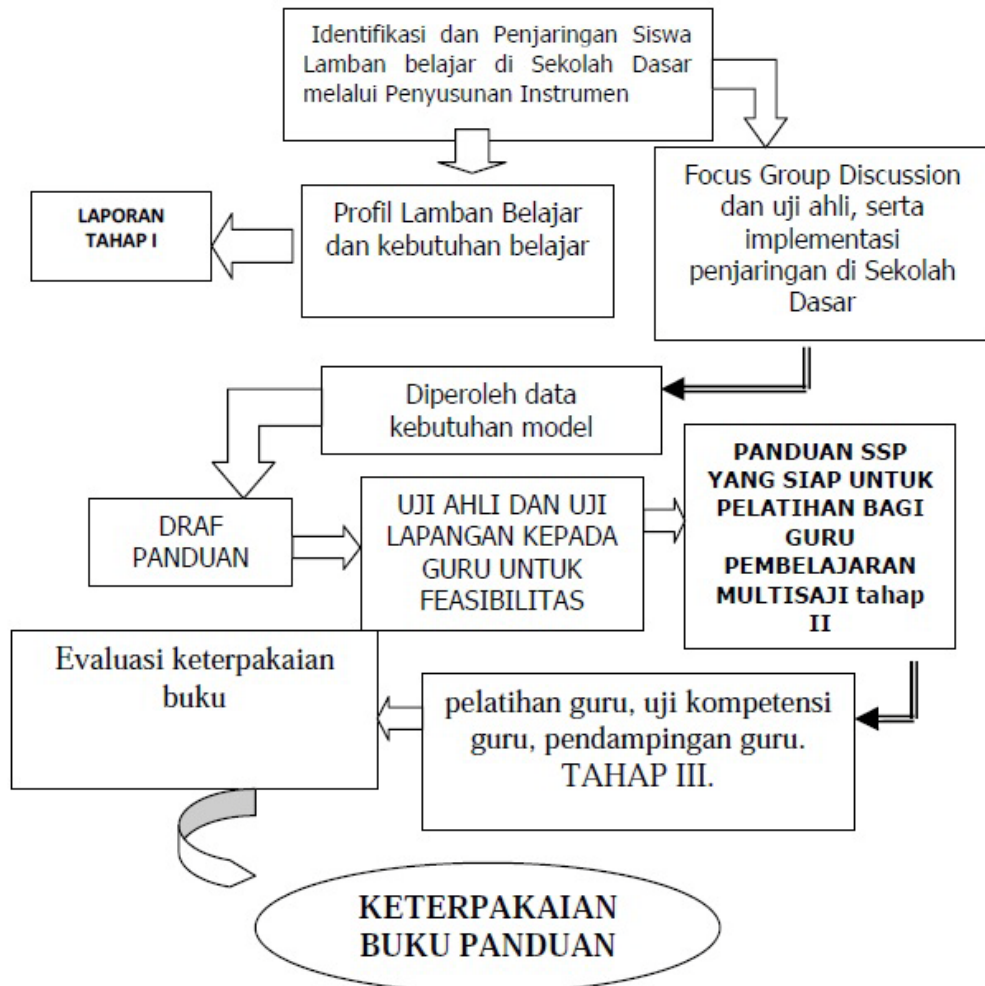 Identifikasi dan Penjaringan Siswa
Lamban belajar di Sekolah Dasar
melalui Penyusunan Instrumen
Focus Group Discussion
dan uji ahli, serta
implementasi
penjaringan di Sekolah
Dasar
Profil Lamban Belajar
dan kebutuhan belajar
LAPORAN
TAHAP I
Diperoleh data
kebutuhan model
DRAF
PANDUAN
UJI AHLI DAN UJI
LAPANGAN KEPADA
GURU UNTUK
FEASIBILITAS
PANDUAN SSP
YANG SIAP UNTUK
PELATIHAN BAGI
GURU
PEMBELAJARAN
MULTISAJI tahap
II
pelatihan guru, uji kompetensi
guru, pendampingan guru.
TAHAP III.
Evaluasi keterpakaian
buku
KETERPAKAIAN
BUKU PANDUAN